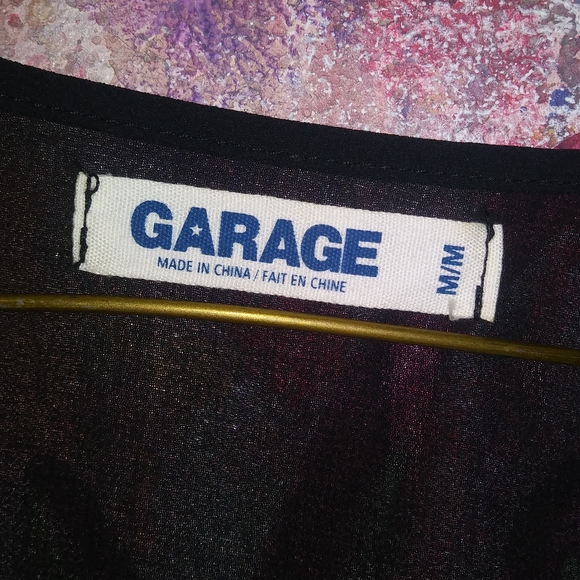 GARAGE
MADE IN CHINA / FAIT EN CHINE
M/M